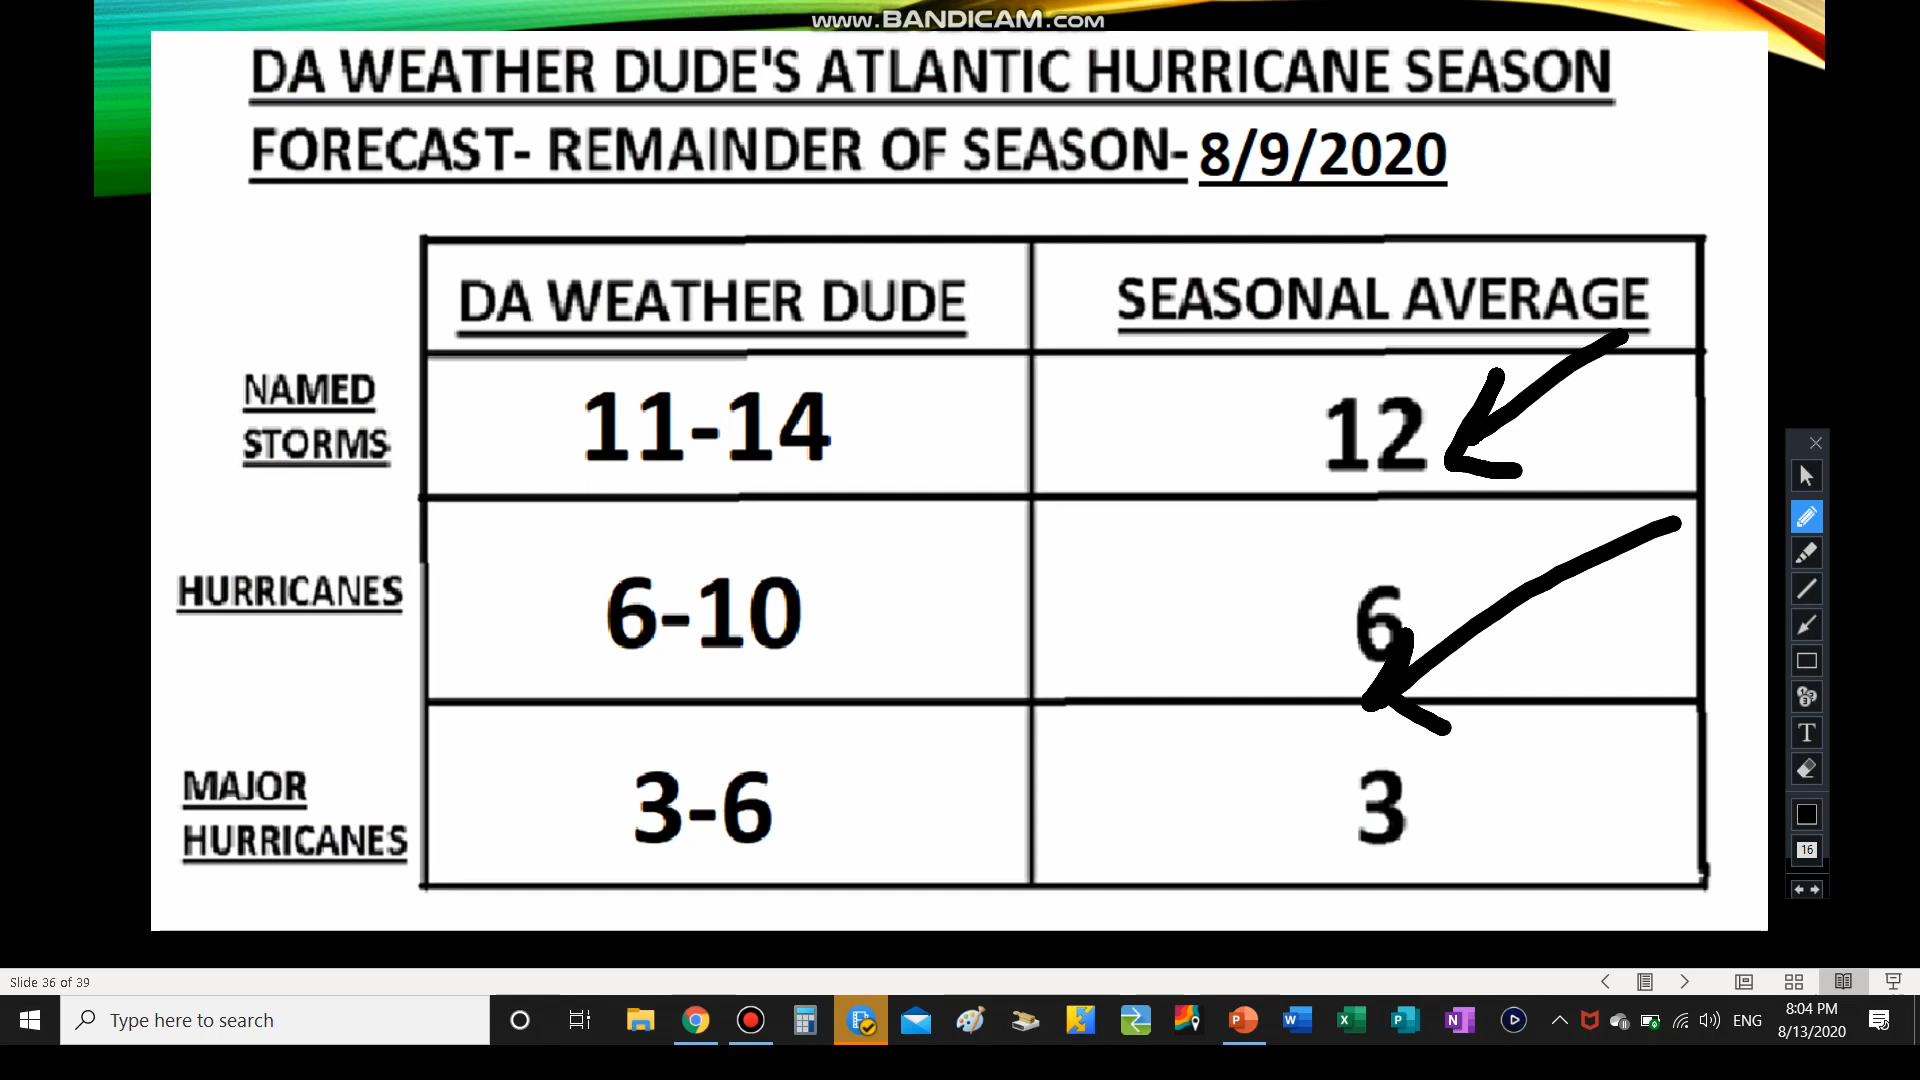 www.BANDICAM.com
DA WEATHER DUDE'S ATLANTIC HURRICANE SEASON
FORECAST- REMAINDER OF SEASON- 8/9/2020
DA WEATHER DUDE
SEASONAL AVERAGE
NAMED
STORMS
11-14
12
HURRICANES
6-10
6
MAJOR
HURRICANES
3-6
3
T
16
Slide 36 of 39
Type here to search
ENG
8:04 PM
8/13/2020